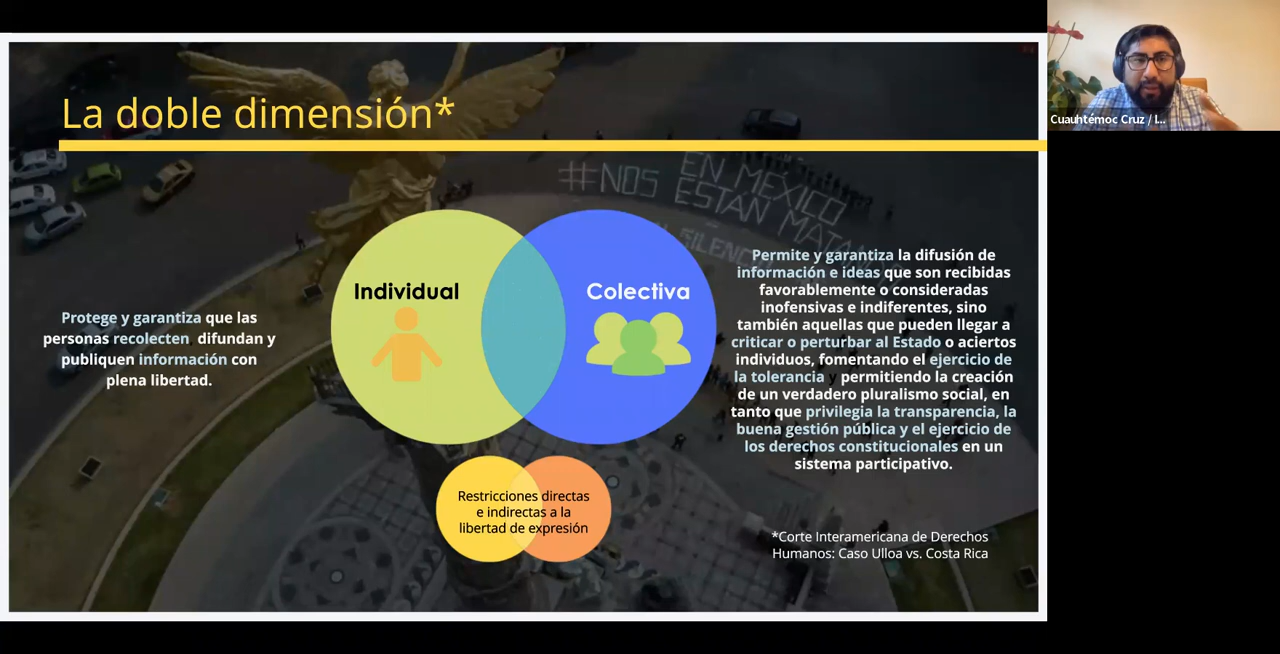 La doble dimensión*
#NOS
EN MÉXICO
ESTÁN
Individual
Colectiva
Protege y garantiza que las
personas recolecten, difundan y
publiquen información con
plena libertad.
Permite y garantiza la difusión de
información e ideas que son recibidas
favorablemente o consideradas
inofensivas e indiferentes, sino
también aquellas que pueden llegar a
criticar o perturbar al Estado o aciertos
individuos, fomentando el ejercicio de
la tolerancia y permitiendo la creación
de un verdadero pluralismo social, en
tanto que privilegia la transparencia, la
buena gestión pública y el ejercicio de
los derechos constitucionales en un
sistema participativo.
Restricciones directas
e indirectas a la
libertad de expresión
*Corte Interamericana de Derechos
Humanos: Caso Ulloa vs. Costa Rica
Cuauhtémoc Cruz / I...